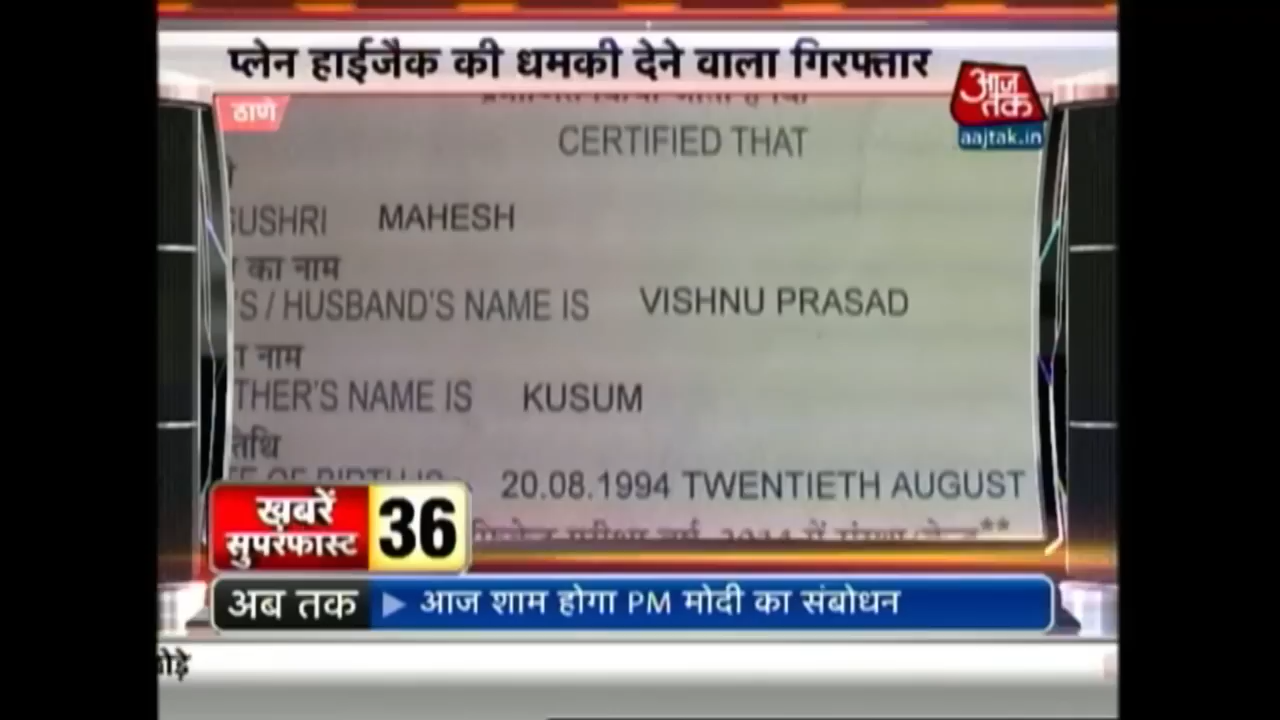 प्लेन हाईजैक की धमकी देने वाला गिरफ्तार
आज
तक
aajtak.in
ठाणे
CERTIFIED THAT
SUSHRI MAHESH
का नाम
'S / HUSBAND'S NAME IS VISHNU PRASAD
नाम
THER'S NAME IS KUSUM
तिथि
20.08.1994 TWENTIETH AUGUST
ख़बरें
सुपरफास्ट
36
अब तक
आज शाम होगा PM मोदी का संबोधन